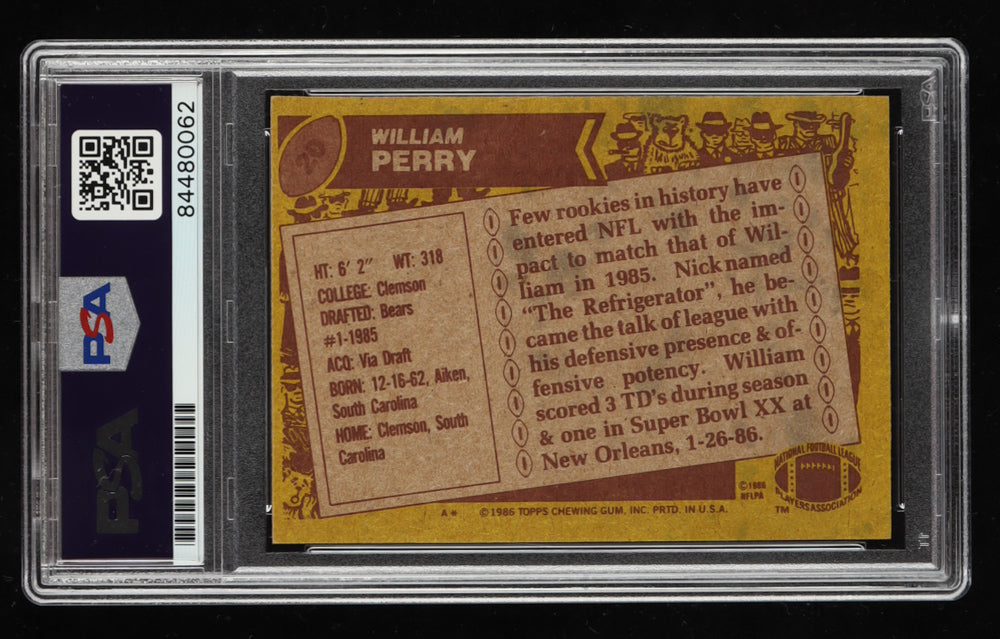 84480062
PSA
PSA
20
WILLIAM
PERRY
HT: 6' 2" WT: 318
COLLEGE: Clemson
DRAFTED: Bears
#1-1985
ACQ: Via Draft
BORN: 12-16-62, Aiken,
South Carolina
HOME: Clemson, South
Carolina
Few rookies in history have
entered NFL with the im-
pact to match that of Wil-
liam in 1985. Nicknamed
"The Refrigerator", he be-
came the talk of league with
his defensive presence & of-
fensive potency. William
scored 3 TD's during season
& one in Super Bowl XX at
New Orleans, 1-26-86.
A* ©1986 TOPPS CHEWING GUM, INC. PRTD. IN U.S.A.
©1986
NFLPA
NATIONAL FOOTBALL LEAGUE
PLAYERS ASSOCIATION
TM
PSA